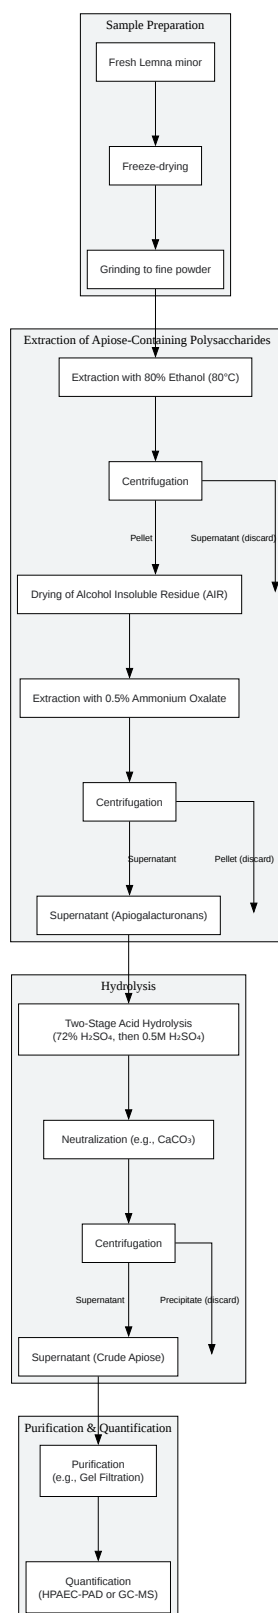 Sample Preparation
Fresh Lemna minor
Freeze-drying
Grinding to fine powder
Extraction of Apiose-Containing Polysaccharides
Extraction with 80% Ethanol (80°C)
Centrifugation
Pellet
Supernatant (discard)
Drying of Alcohol Insoluble Residue (AIR)
Extraction with 0.5% Ammonium Oxalate
Centrifugation
Supernatant
Pellet (discard)
Supernatant (Apiogalacturonans)
Hydrolysis
Two-Stage Acid Hydrolysis
(72% H₂SO₄, then 0.5M H₂SO₄)
Neutralization (e.g., CaCO₃)
Centrifugation
Supernatant
Precipitate (discard)
Supernatant (Crude Apiose)
Purification & Quantification
Purification
(e.g., Gel Filtration)
Quantification
(HPAEC-PAD or GC-MS)